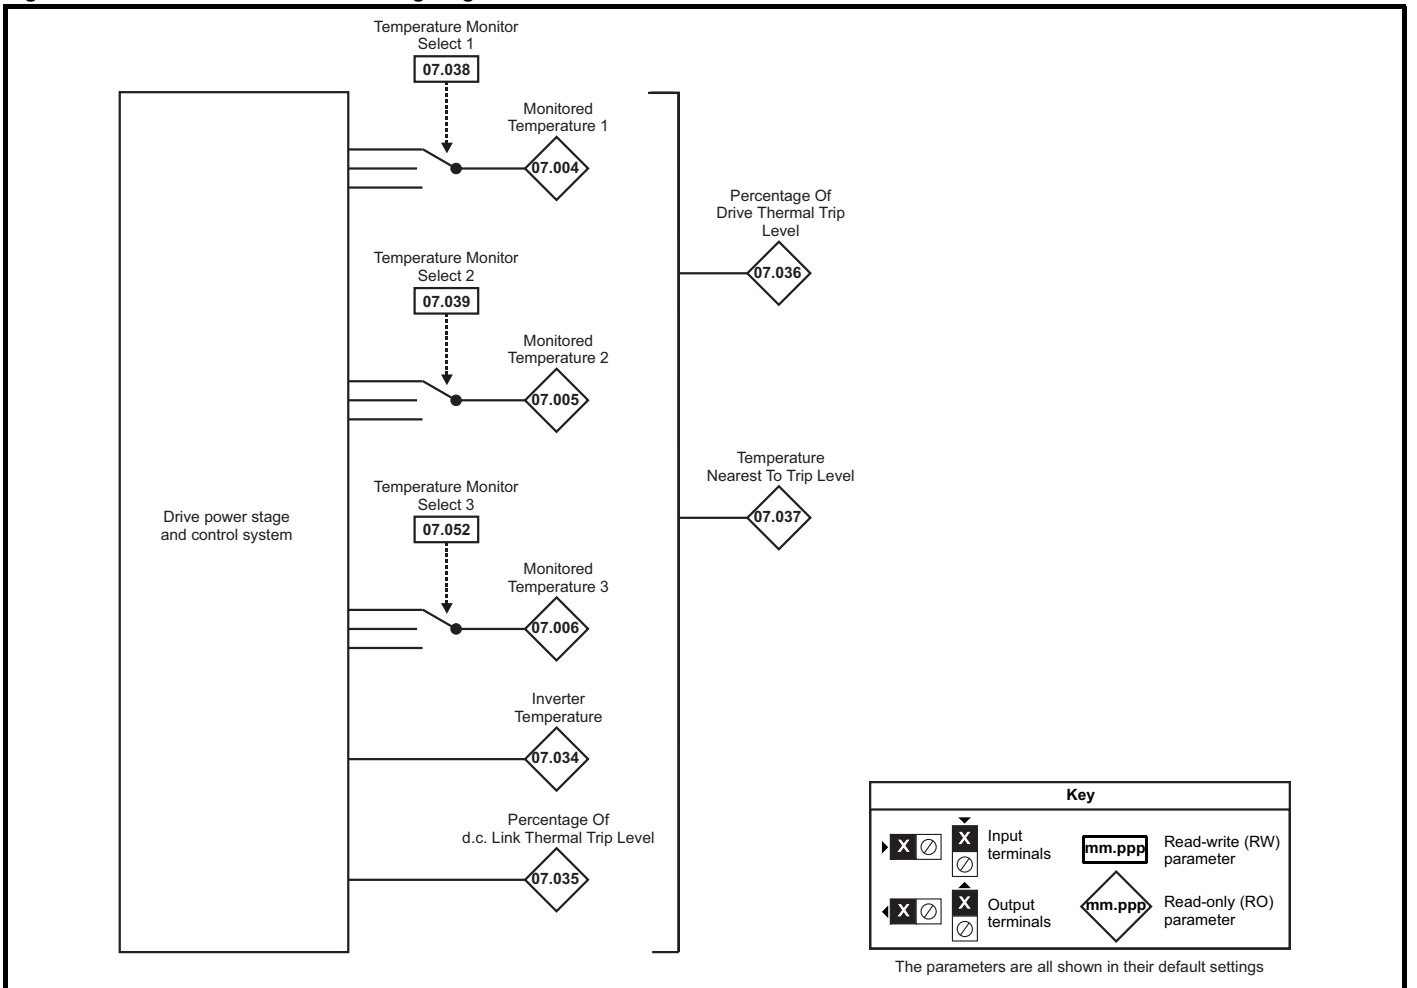 Temperature Monitor
Select 1
07.038
Monitored
Temperature 1
07.004
Percentage Of
Drive Thermal Trip
Level
07.036
Temperature Monitor
Select 2
07.039
Monitored
Temperature 2
07.005
Temperature
Nearest To Trip Level
07.037
Temperature Monitor
Select 3
07.052
Drive power stage
and control system
Monitored
Temperature 3
07.006
Inverter
Temperature
07.034
Percentage Of
d.c. Link Thermal Trip Level
07.035
Key
X
X
Input
terminals
mm.ppp
Read-write (RW)
parameter
X
X
Output
terminals
mm.ppp
Read-only (RO)
parameter
The parameters are all shown in their default settings